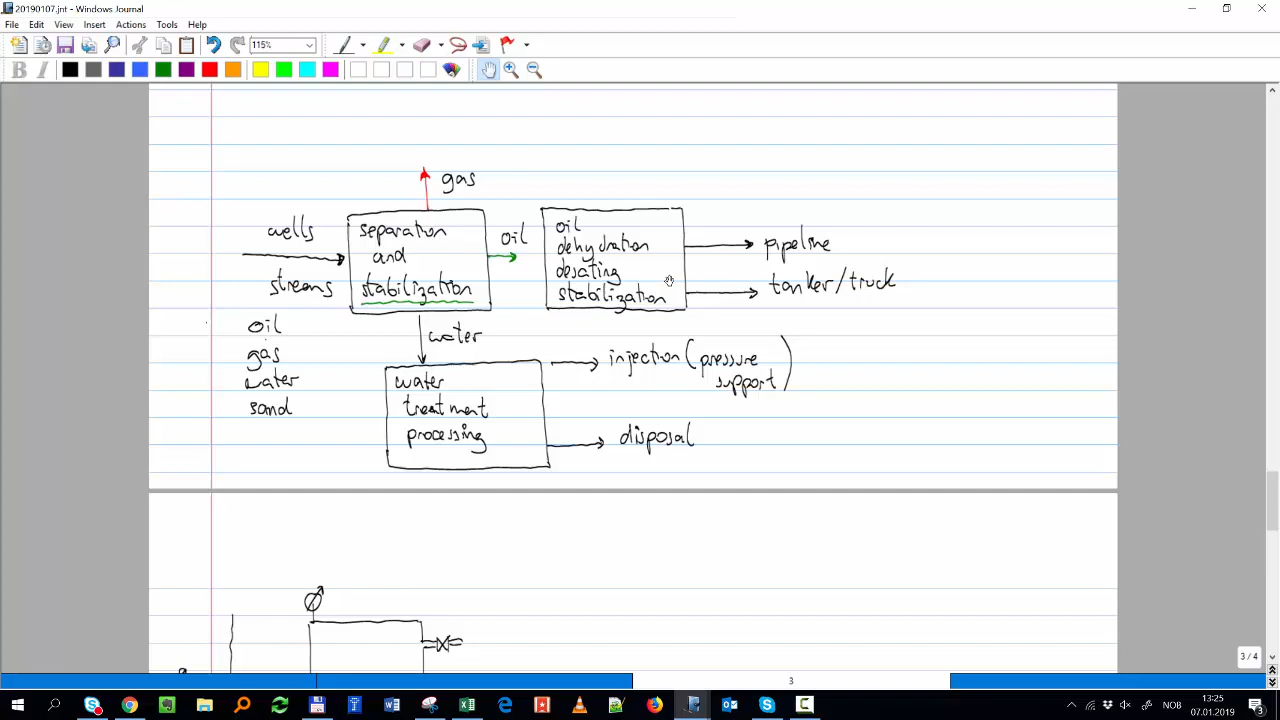 20190107.jnt - Windows Journal
File Edit View Insert Actions Tools Help
115%
B I
gas
wells
streams
separation
and
stabilization
oil
oil
dehydration
desating
stabilization
pipeline
tanker/truck
oil
gas
water
sand
water
water
treatment
processing
injection (pressure
support)
disposal
3 / 4
3
NOB
13:25
07.01.2019